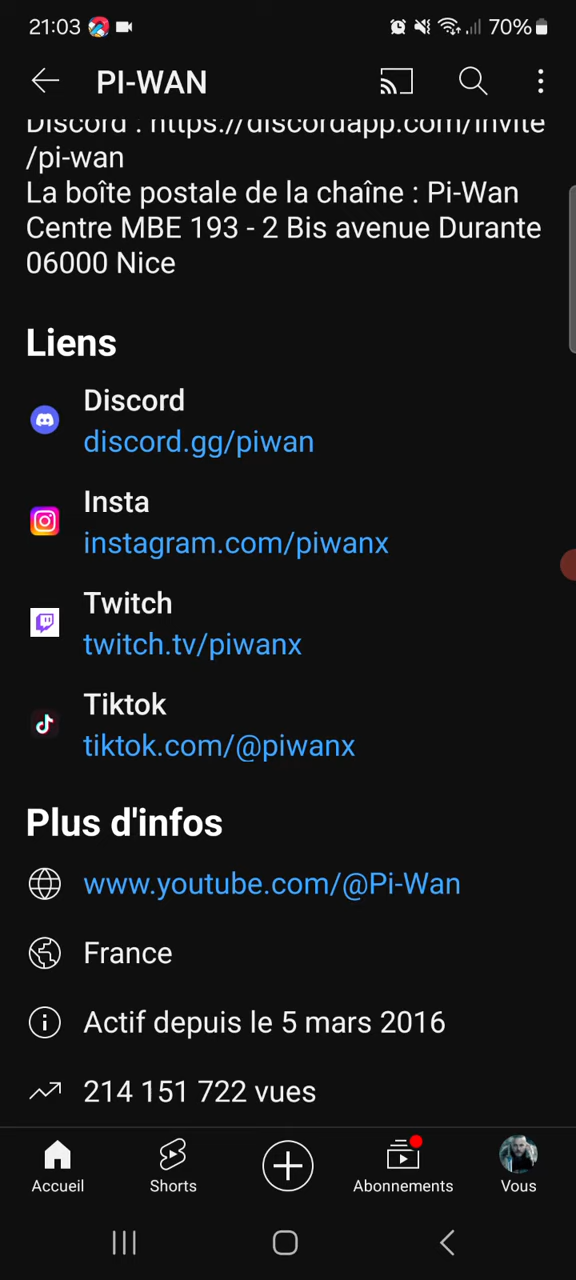 21:03
70%
PI-WAN
Discord : https://discordapp.com/invite
/pi-wan
La boîte postale de la chaîne : Pi-Wan
Centre MBE 193 - 2 Bis avenue Durante
06000 Nice
Liens
Discord
discord.gg/piwan
Insta
instagram.com/piwanx
Twitch
twitch.tv/piwanx
Tiktok
tiktok.com/@piwanx
Plus d'infos
www.youtube.com/@Pi-Wan
France
Actif depuis le 5 mars 2016
214 151 722 vues
Accueil
Shorts
Abonnements
Vous